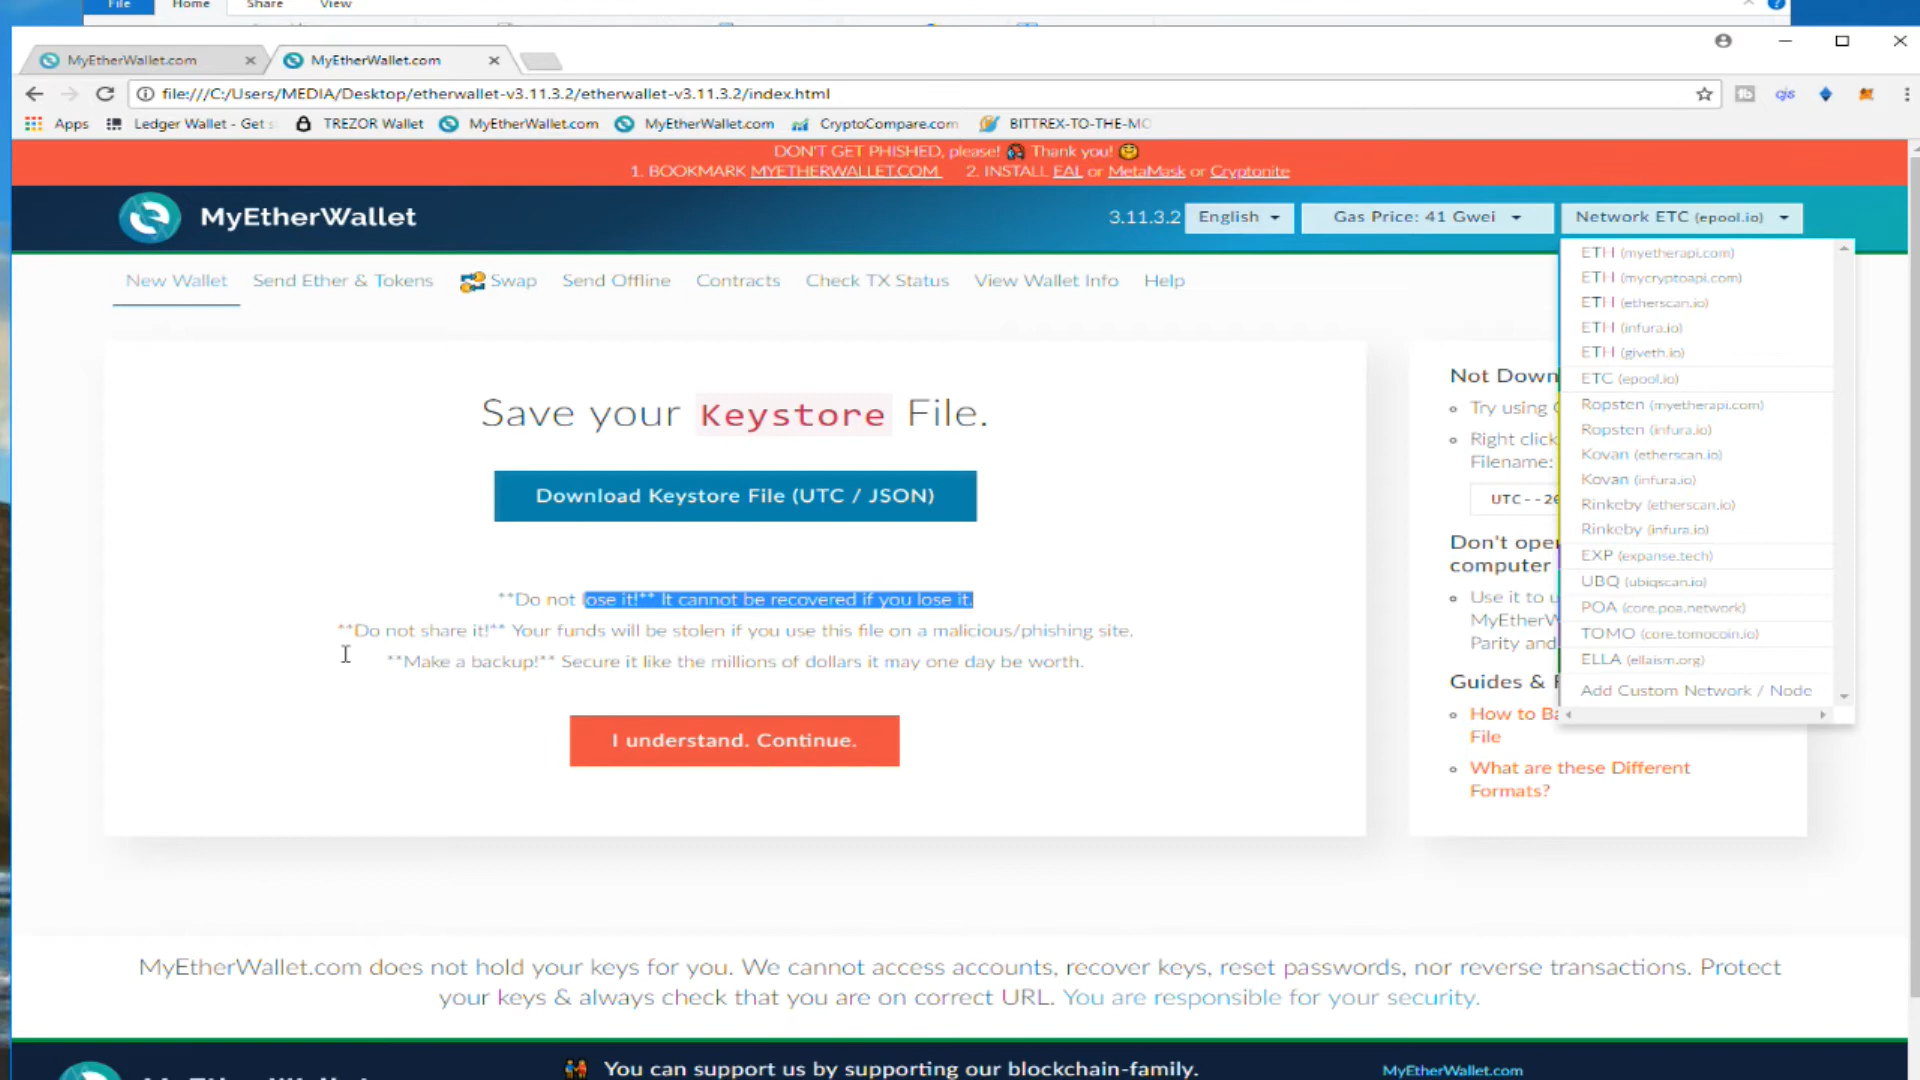 File Home Share View
MyEtherWallet.com MyEtherWallet.com
file:///C:/Users/MEDIA/Desktop/etherwallet-v3.11.3.2/etherwallet-v3.11.3.2/index.html
Apps Ledger Wallet - Get TREZOR Wallet MyEtherWallet.com MyEtherWallet.com CryptoCompare.com BITTREX-TO-THE-MO
DON'T GET PHISHED, please! Thank you!
1. BOOKMARK MYETHERWALLET.COM 2. INSTALL EAL or MetaMask or Cryptonite
MyEtherWallet
3.11.3.2 English Gas Price: 41 Gwei Network ETC (epool.io)
New Wallet Send Ether & Tokens Swap Send Offline Contracts Check TX Status View Wallet Info Help
ETH (myetherapi.com)
ETH (mycryptoapi.com)
ETH (etherscan.io)
ETH (infura.io)
ETH (giveth.io)
ETC (epool.io)
Ropsten (myetherapi.com)
Ropsten (infura.io)
Kovan (etherscan.io)
Kovan (infura.io)
Rinkeby (etherscan.io)
Rinkeby (infura.io)
EXP (expanse.tech)
UBQ (ubiqscan.io)
POA (core.poa.network)
TOMO (core.tomocoin.io)
ELLA (ellaism.org)
Add Custom Network / Node
Save your Keystore File.
Download Keystore File (UTC / JSON)
**Do not lose it!** It cannot be recovered if you lose it.
**Do not share it!** Your funds will be stolen if you use this file on a malicious/phishing site.
**Make a backup!** Secure it like the millions of dollars it may one day be worth.
I understand. Continue.
Not Down
Try using
Right click
Filename:
UTC--20
Don't ope
computer
Use it to
MyEtherW
Parity and
Guides &
How to Ba
File
What are these Different
Formats?
MyEtherWallet.com does not hold your keys for you. We cannot access accounts, recover keys, reset passwords, nor reverse transactions. Protect
your keys & always check that you are on correct URL. You are responsible for your security.
You can support us by supporting our blockchain-family.
MyEtherWallet.com